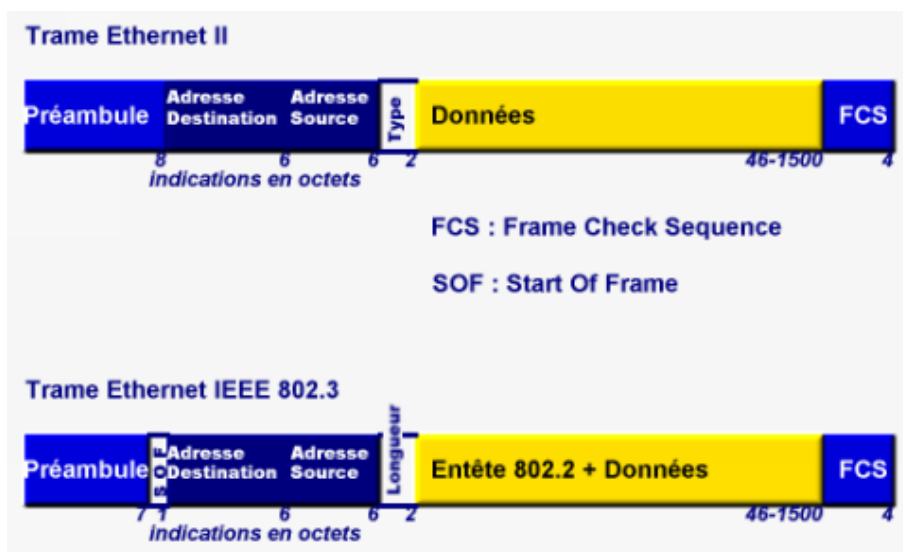 Trame Ethernet II
Préambule Adresse Destination Adresse Source Type Données FCS
8 6 6 2 46-1500 4
indications en octets
FCS : Frame Check Sequence
SOF : Start Of Frame
Trame Ethernet IEEE 802.3
Préambule SOF Adresse Destination Adresse Source Longueur Entête 802.2 + Données FCS
7 1 6 6 2 46-1500 4
indications en octets